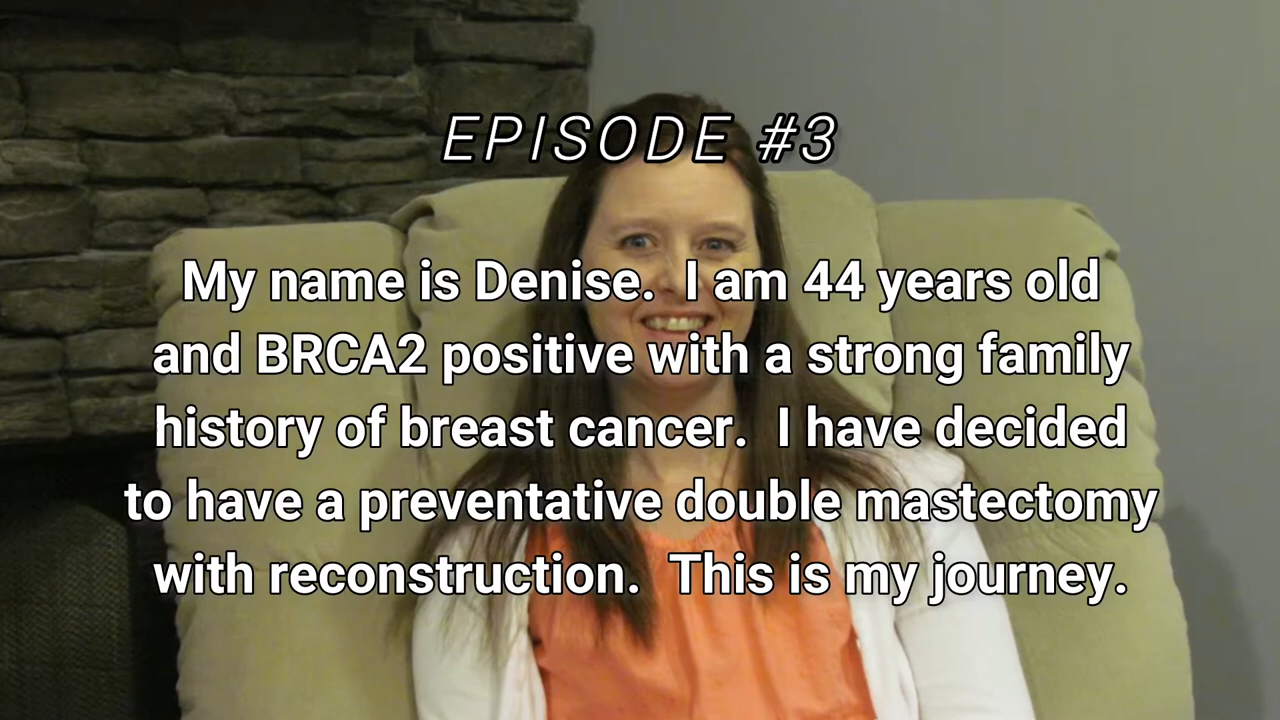 EPISODE #3
My name is Denise.  I am 44 years old
and BRCA2 positive with a strong family
history of breast cancer.  I have decided
to have a preventative double mastectomy
with reconstruction.  This is my journey.